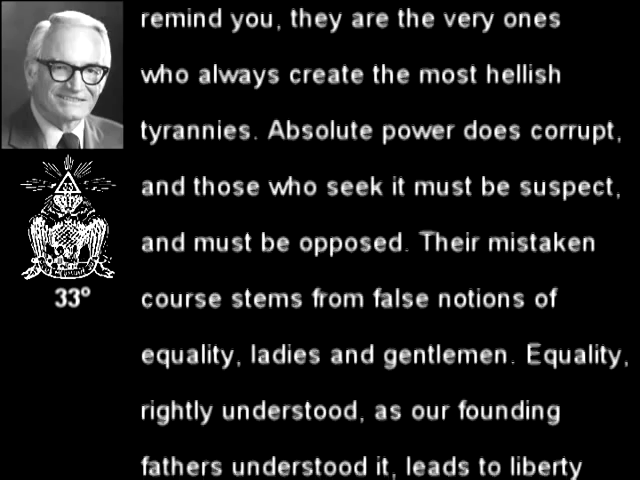 remind you, they are the very ones
who always create the most hellish
tyrannies. Absolute power does corrupt,
and those who seek it must be suspect,
and must be opposed. Their mistaken
course stems from false notions of
equality, ladies and gentlemen. Equality,
rightly understood, as our founding
fathers understood it, leads to liberty
33°